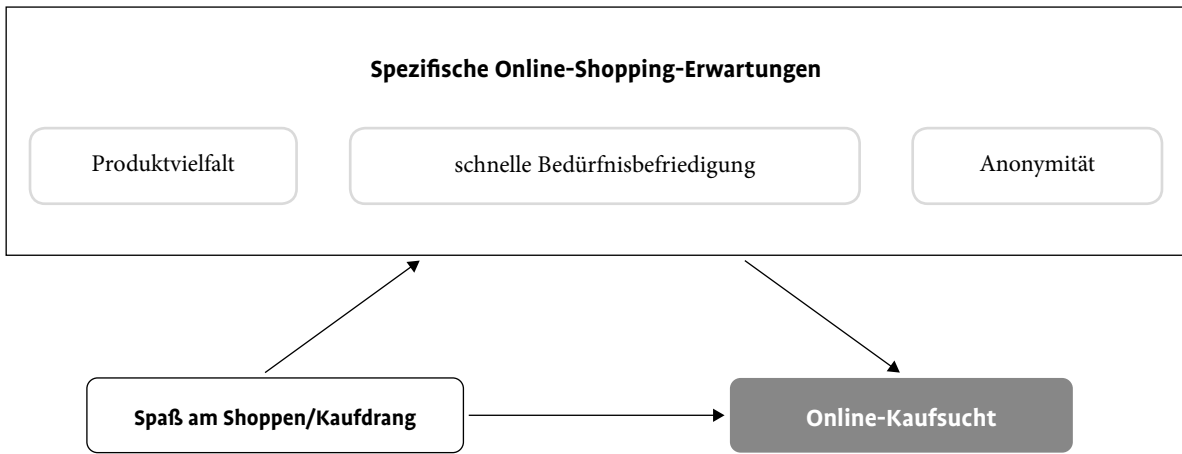 Spezifische Online-Shopping-Erwartungen
Produktvielfalt
schnelle Bedürfnisbefriedigung
Anonymität
Spaß am Shoppen/Kaufdrang
Online-Kaufsucht